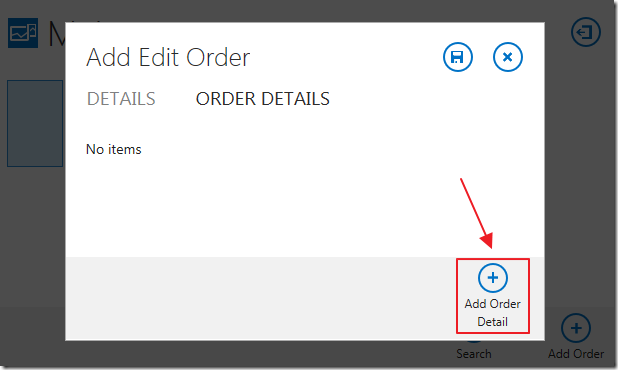 Add Edit Order
DETAILS ORDER DETAILS
No items
Add Order
Detail
Search
Add Order